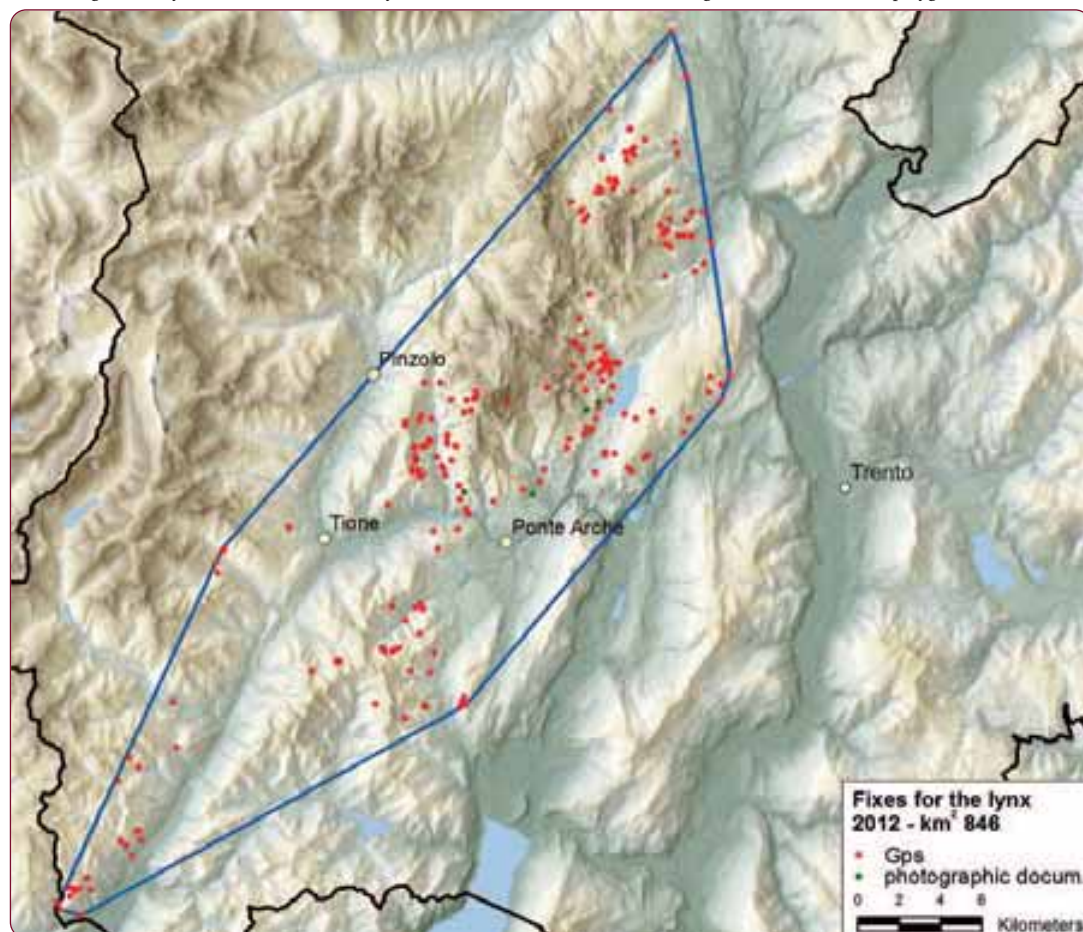 Pinzolo
Trento
Tione
Ponte Arche
Fixes for the lynx
2012 - km² 846
Gps
photographic docum.
0 2 4 6
Kilometers